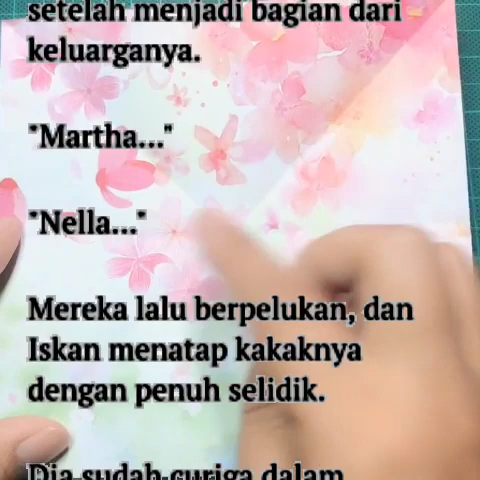 setelah menjadi bagian dari
keluarganya.
"Martha..."
"Nella..."
Mereka lalu berpelukan, dan
Iskan menatap kakaknya
dengan penuh selidik.
Dia sudah curiga dalam